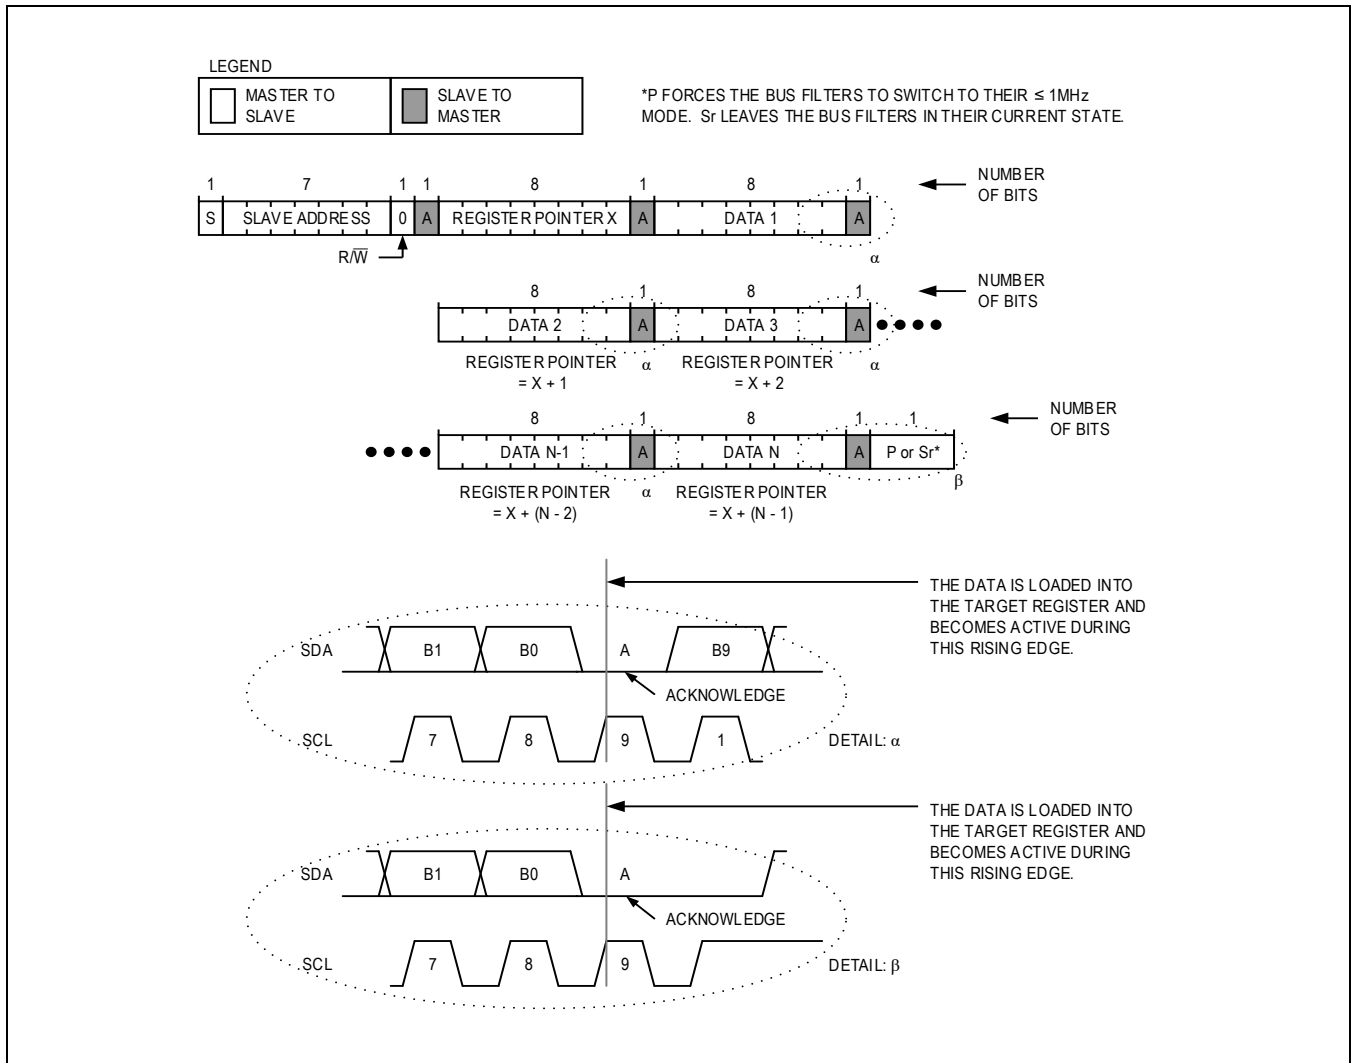 LEGEND
MASTER TO
SLAVE
SLAVE TO
MASTER
*P FORCES THE BUS FILTERS TO SWITCH TO THEIR ≤ 1MHz
MODE. Sr LEAVES THE BUS FILTERS IN THEIR CURRENT STATE.
1 7 1 1 8 1 8 1
NUMBER
OF BITS
S SLAVE ADDRESS 0 A REGISTER POINTER X A DATA 1 A
R/W̅
α
8 1 8 1
NUMBER
OF BITS
DATA 2 A DATA 3 A
REGISTER POINTER
= X + 1
α
REGISTER POINTER
= X + 2
α
8 1 8 1 1
NUMBER
OF BITS
DATA N-1 A DATA N A P or Sr*
β
REGISTER POINTER
= X + (N - 2)
α
REGISTER POINTER
= X + (N - 1)
THE DATA IS LOADED INTO
THE TARGET REGISTER AND
BECOMES ACTIVE DURING
THIS RISING EDGE.
SDA B1 B0 A B9
ACKNOWLEDGE
SCL 7 8 9 1
DETAIL: α
THE DATA IS LOADED INTO
THE TARGET REGISTER AND
BECOMES ACTIVE DURING
THIS RISING EDGE.
SDA B1 B0 A
ACKNOWLEDGE
SCL 7 8 9
DETAIL: β